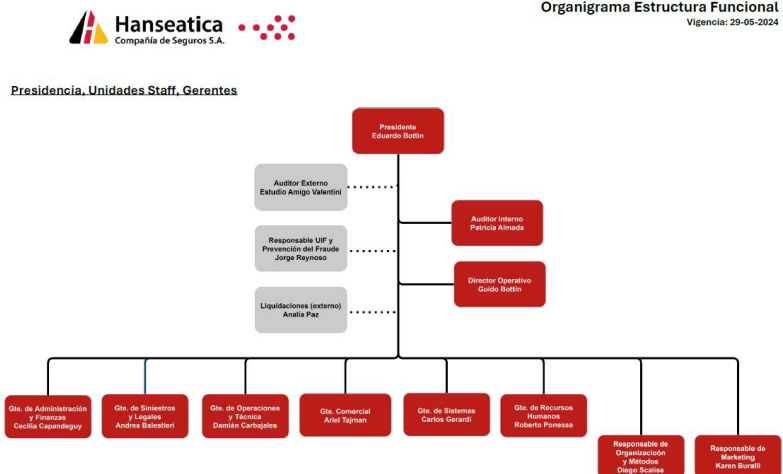 Hanseatica
Compañía de Seguros S.A.
Organigrama Estructura Funcional
Vigencia: 29-05-2024
Presidencia, Unidades Staff, Gerentes
Presidente
Eduardo Bottin
Auditor Externo
Estudio Amigo Valentini
Auditor Interno
Patricia Almada
Responsable UIF y
Prevención del Fraude
Jorge Reynoso
Director Operativo
Guido Bottin
Liquidaciones (externo)
Analía Paz
Gte. de Administración
y Finanzas
Cecilia Capandeguy
Gte. de Siniestros
y Legales
Andrea Balestieri
Gte. de Operaciones
y Técnica
Damián Carbajales
Gte. Comercial
Ariel Tajman
Gte. de Sistemas
Carlos Gerardi
Gte. de Recursos
Humanos
Roberto Ponessa
Responsable de
Organización
y Métodos
Diego Scalise
Responsable de
Marketing
Karen Buralli